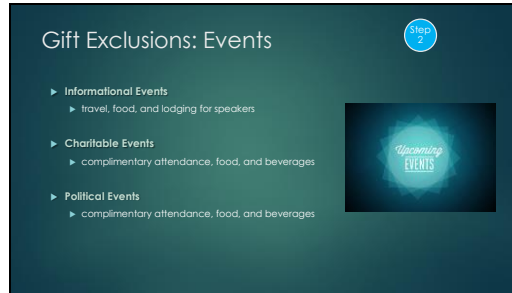 Gift Exclusions: Events
Step
2
Informational Events
travel, food, and lodging for speakers
Charitable Events
complimentary attendance, food, and beverages
Political Events
complimentary attendance, food, and beverages
Upcoming
EVENTS